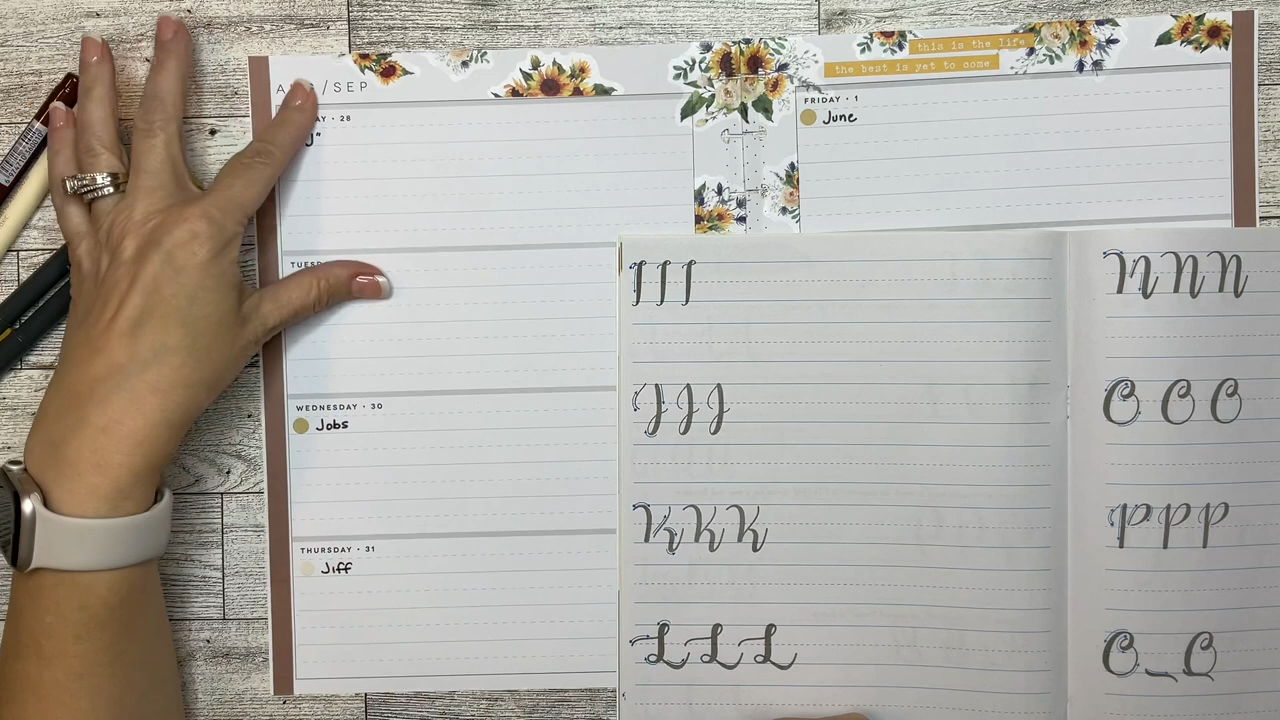 /SEP
28
J"
WEDNESDAY • 30
Jobs
THURSDAY • 31
Jiff
this is the life
the best is yet to come.
FRIDAY • 1
June
I I I
J J J
K K K
L L L
N N N
O O O
P P P
Q Q